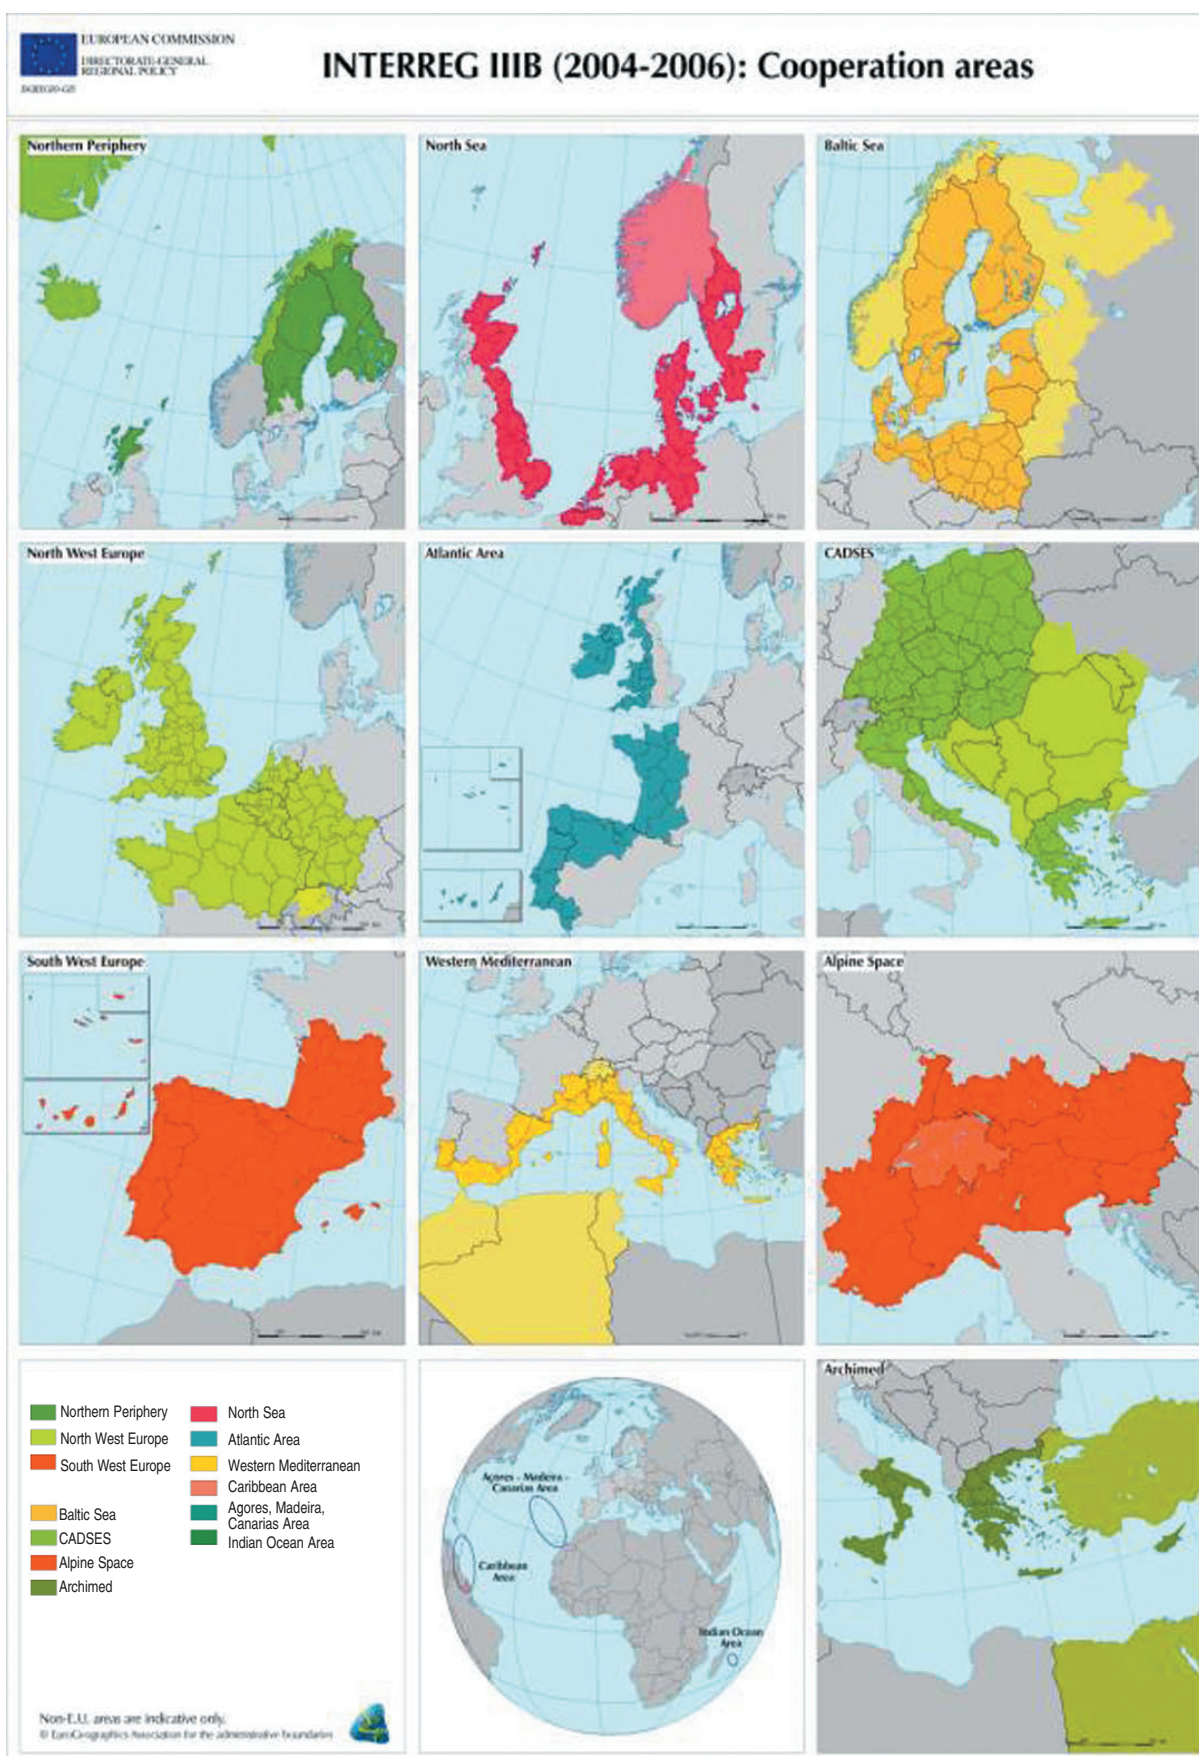 EUROPEAN COMMISSION
DIRECTORATE-GENERAL
REGIONAL POLICY
INTERREG IIIB (2004-2006): Cooperation areas
Northern Periphery
North Sea
Baltic Sea
North West Europe
Atlantic Area
CADSES
South West Europe
Western Mediterranean
Alpine Space
Northern Periphery
North West Europe
South West Europe
Baltic Sea
CADSES
Alpine Space
Archimed
North Sea
Atlantic Area
Western Mediterranean
Caribbean Area
Agores, Madeira,
Canarias Area
Indian Ocean Area
Non-E.U. areas are indicative only.
© EuroGeographics Association for the administrative boundaries
Açores - Madeira -
Canarias Area
Caribbean
Area
Indian Ocean
Area
Archimed